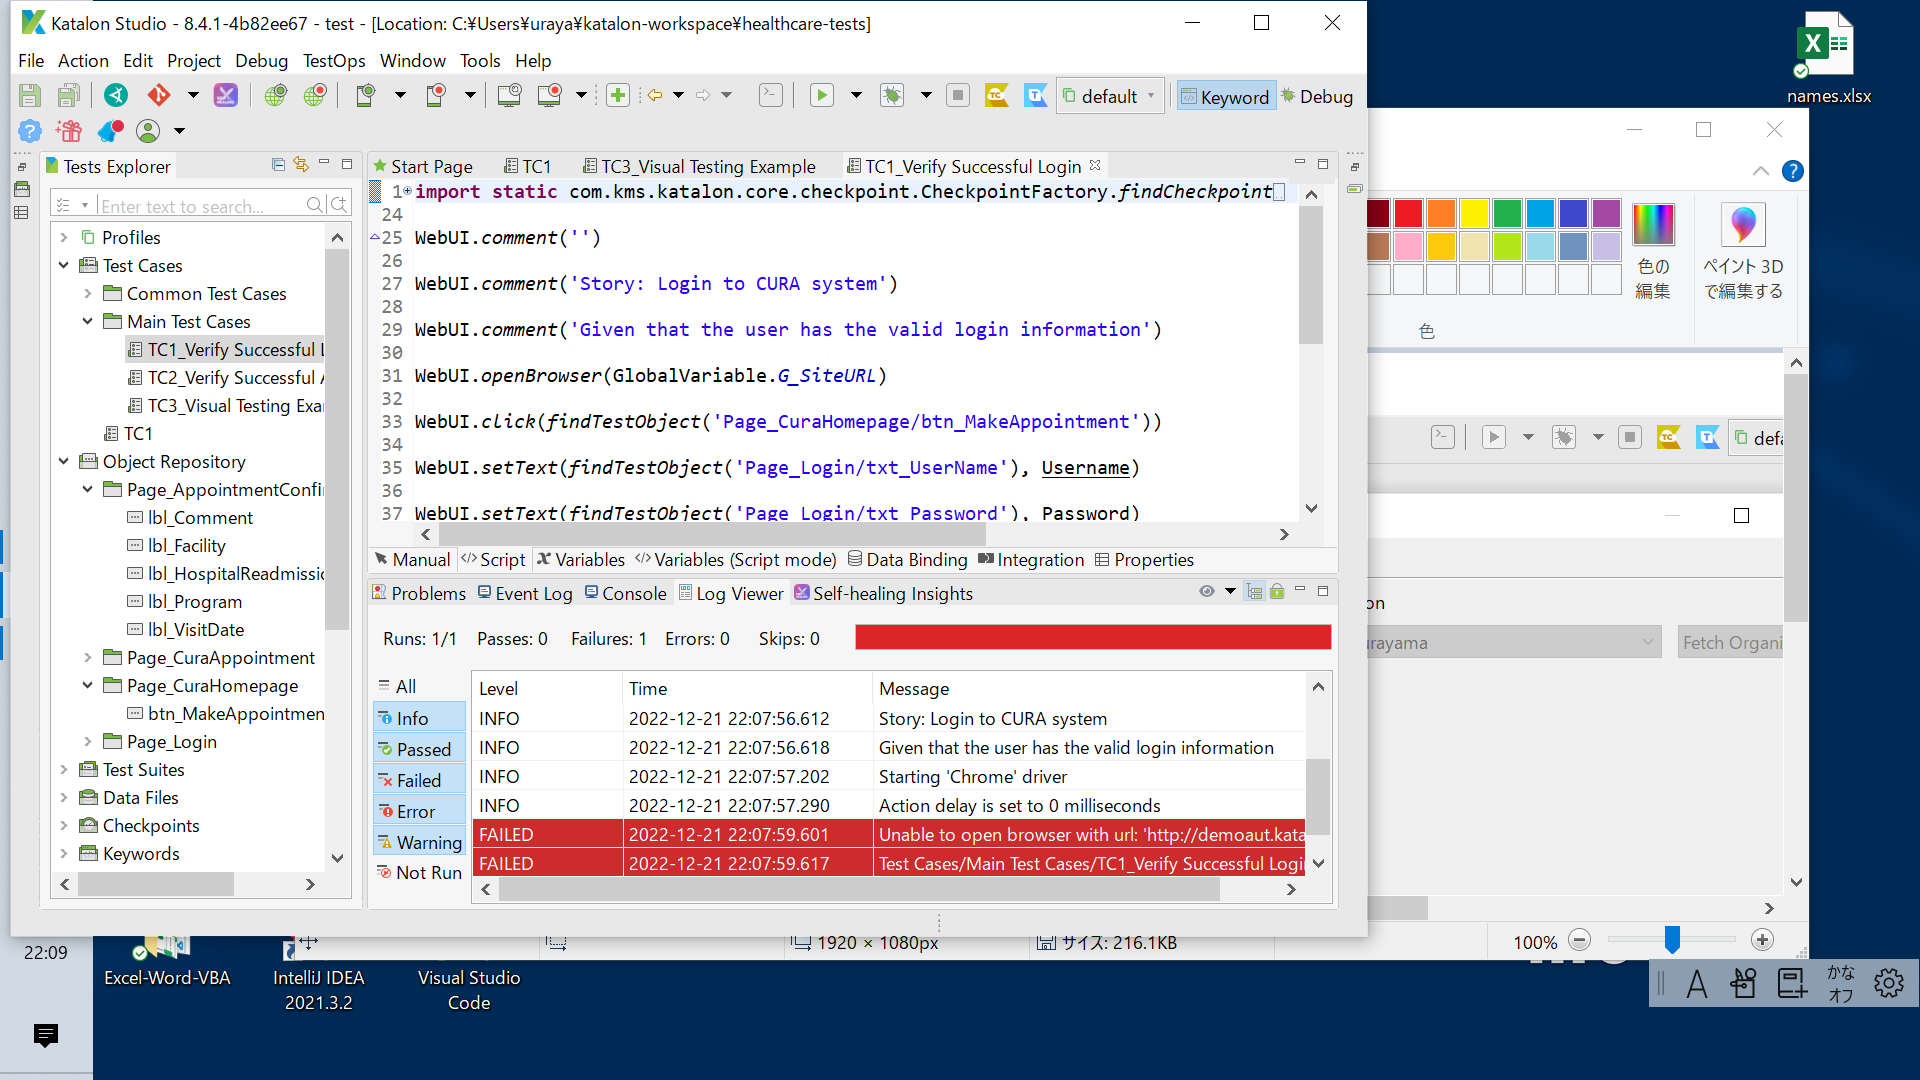 Katalon Studio - 8.4.1-4b82ee67 - test - [Location: C:¥Users¥uraya¥katalon-workspace¥healthcare-tests]
File Action Edit Project Debug TestOps Window Tools Help
default Keyword Debug
Tests Explorer
Enter text to search...
Profiles
Test Cases
Common Test Cases
Main Test Cases
TC1_Verify Successful L
TC2_Verify Successful A
TC3_Visual Testing Exa
TC1
Object Repository
Page_AppointmentConfi
lbl_Comment
lbl_Facility
lbl_HospitalReadmissio
lbl_Program
lbl_VisitDate
Page_CuraAppointment
Page_CuraHomepage
btn_MakeAppointmen
Page_Login
Test Suites
Data Files
Checkpoints
Keywords
Start Page TC1 TC3_Visual Testing Example TC1_Verify Successful Login
1 import static com.kms.katalon.core.checkpoint.CheckpointFactory.findCheckpoint
24
25 WebUI.comment('')
26
27 WebUI.comment('Story: Login to CURA system')
28
29 WebUI.comment('Given that the user has the valid login information')
30
31 WebUI.openBrowser(GlobalVariable.G_SiteURL)
32
33 WebUI.click(findTestObject('Page_CuraHomepage/btn_MakeAppointment'))
34
35 WebUI.setText(findTestObject('Page_Login/txt_UserName'), Username)
36
37 WebUI.setText(findTestObject('Page_Login/txt_Password'), Password)
Manual Script Variables Variables (Script mode) Data Binding Integration Properties
Problems Event Log Console Log Viewer Self-healing Insights
Runs: 1/1 Passes: 0 Failures: 1 Errors: 0 Skips: 0
All
Info
Passed
Failed
Error
Warning
Not Run
Level Time Message
INFO 2022-12-21 22:07:56.612 Story: Login to CURA system
INFO 2022-12-21 22:07:56.618 Given that the user has the valid login information
INFO 2022-12-21 22:07:57.202 Starting 'Chrome' driver
INFO 2022-12-21 22:07:57.290 Action delay is set to 0 milliseconds
FAILED 2022-12-21 22:07:59.601 Unable to open browser with url: 'http://demoaut.kata
FAILED 2022-12-21 22:07:59.617 Test Cases/Main Test Cases/TC1_Verify Successful Logi
names.xlsx
色の
編集
ペイント 3D
で編集する
色
TC T defa
on
urayama
Fetch Organi
1920 × 1080px
サイズ: 216.1KB
100%
22:09
Excel-Word-VBA
IntelliJ IDEA
2021.3.2
Visual Studio
Code
A
かな
オフ